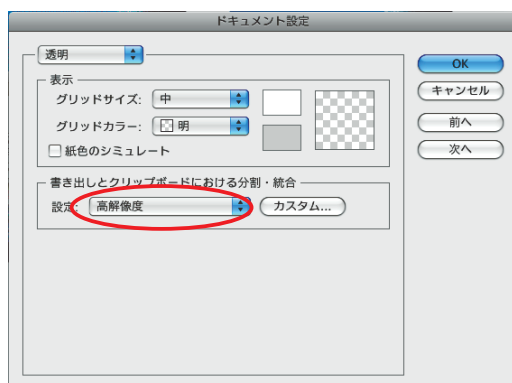 ドキュメント設定
透明
OK
表示
キャンセル
グリッドサイズ: 中
グリッドカラー: 明
前へ
紙色のシミュレート
次へ
書き出しとクリップボードにおける分割・統合
設定: 高解像度
カスタム...